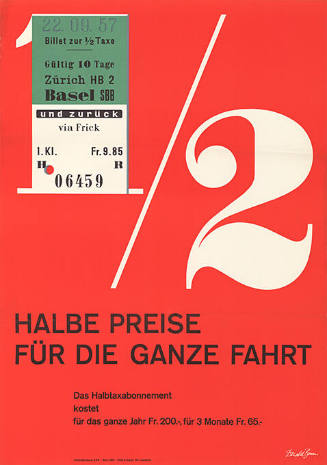 1/2
22.09.57
Billet zur ½ Taxe
Gültig 10 Tage
Zürich HB 2
Basel SBB
und zurück
via Frick
1. Kl. Fr. 9.85
H R
06459
HALBE PREISE
FÜR DIE GANZE FAHRT
Das Halbtaxabonnement
kostet
für das ganze Jahr Fr. 200.-, für 3 Monate Fr. 65.-